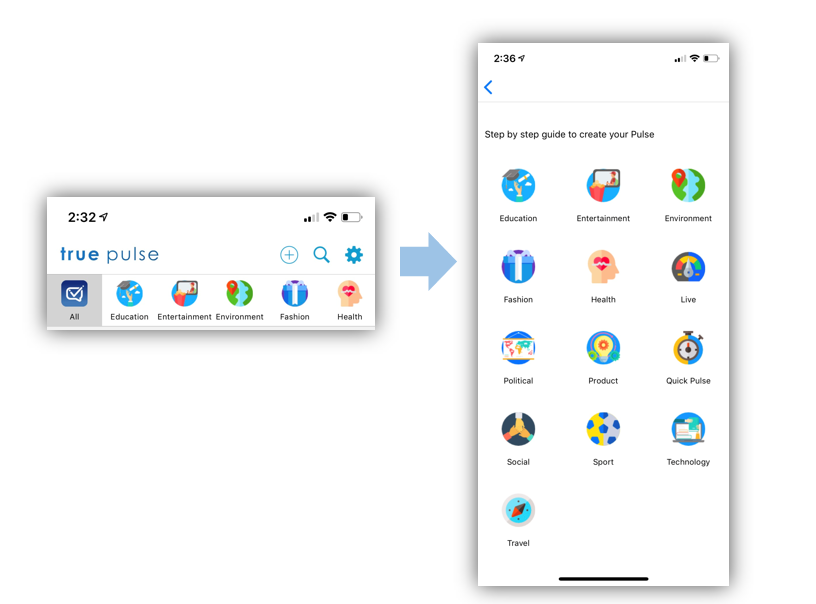 2:32
true pulse
All Education Entertainment Environment Fashion Health
2:36
Step by step guide to create your Pulse
Education Entertainment Environment
Fashion Health Live
Political Product Quick Pulse
Social Sport Technology
Travel